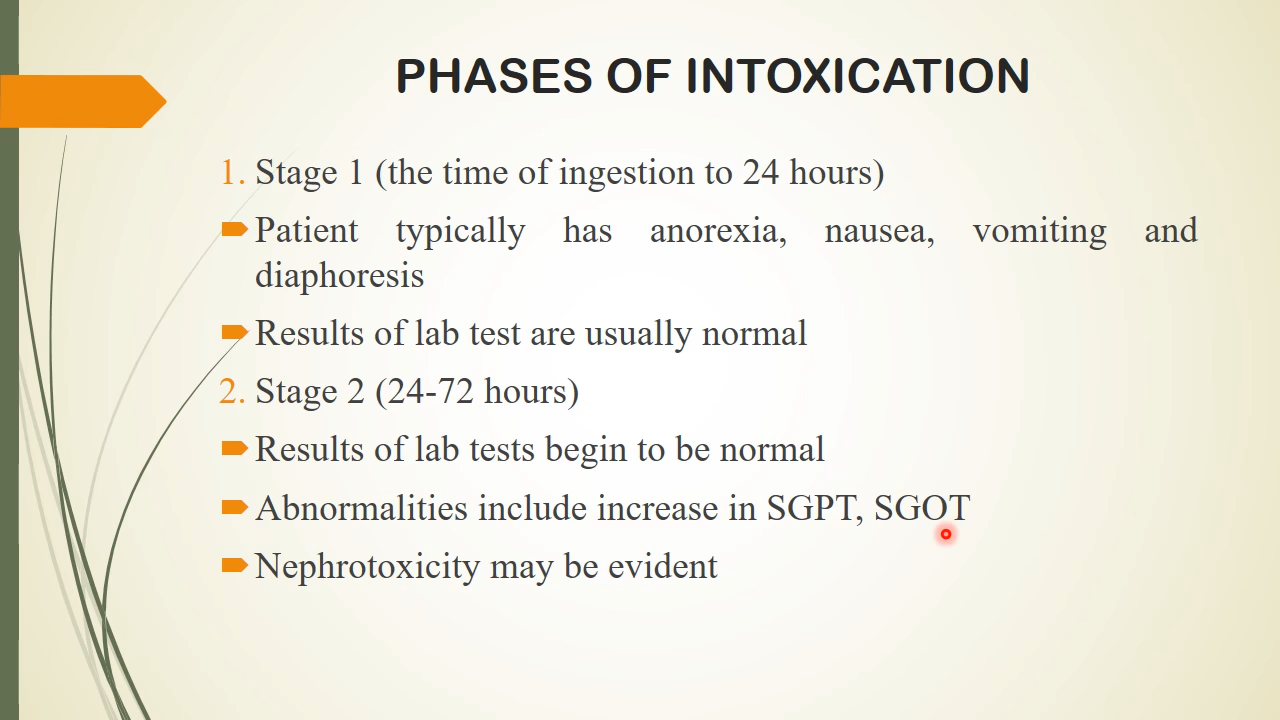 PHASES OF INTOXICATION
1. Stage 1 (the time of ingestion to 24 hours)
Patient typically has anorexia, nausea, vomiting and
diaphoresis
Results of lab test are usually normal
2. Stage 2 (24-72 hours)
Results of lab tests begin to be normal
Abnormalities include increase in SGPT, SGOT
Nephrotoxicity may be evident